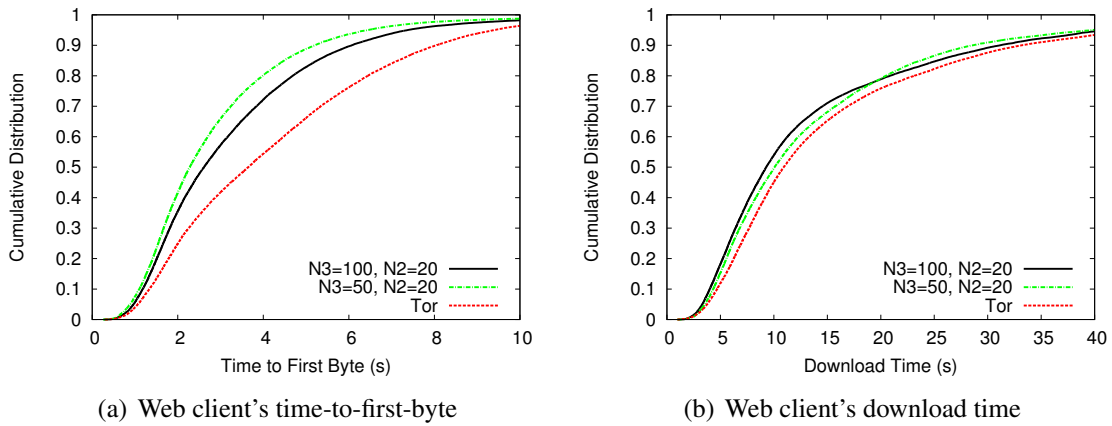 Cumulative Distribution
1
0.9
0.8
0.7
0.6
0.5
0.4
0.3
0.2
0.1
0
N3=100, N2=20
N3=50, N2=20
Tor
0 2 4 6 8 10
Time to First Byte (s)
(a) Web client's time-to-first-byte
Cumulative Distribution
1
0.9
0.8
0.7
0.6
0.5
0.4
0.3
0.2
0.1
0
N3=100, N2=20
N3=50, N2=20
Tor
0 5 10 15 20 25 30 35 40
Download Time (s)
(b) Web client's download time